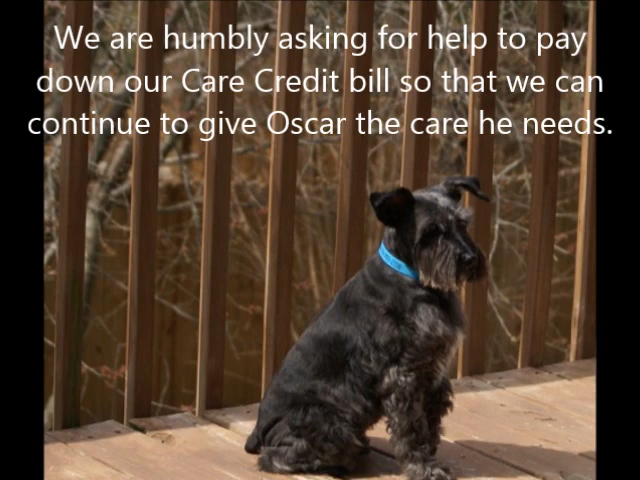 We are humbly asking for help to pay
down our Care Credit bill so that we can
continue to give Oscar the care he needs.